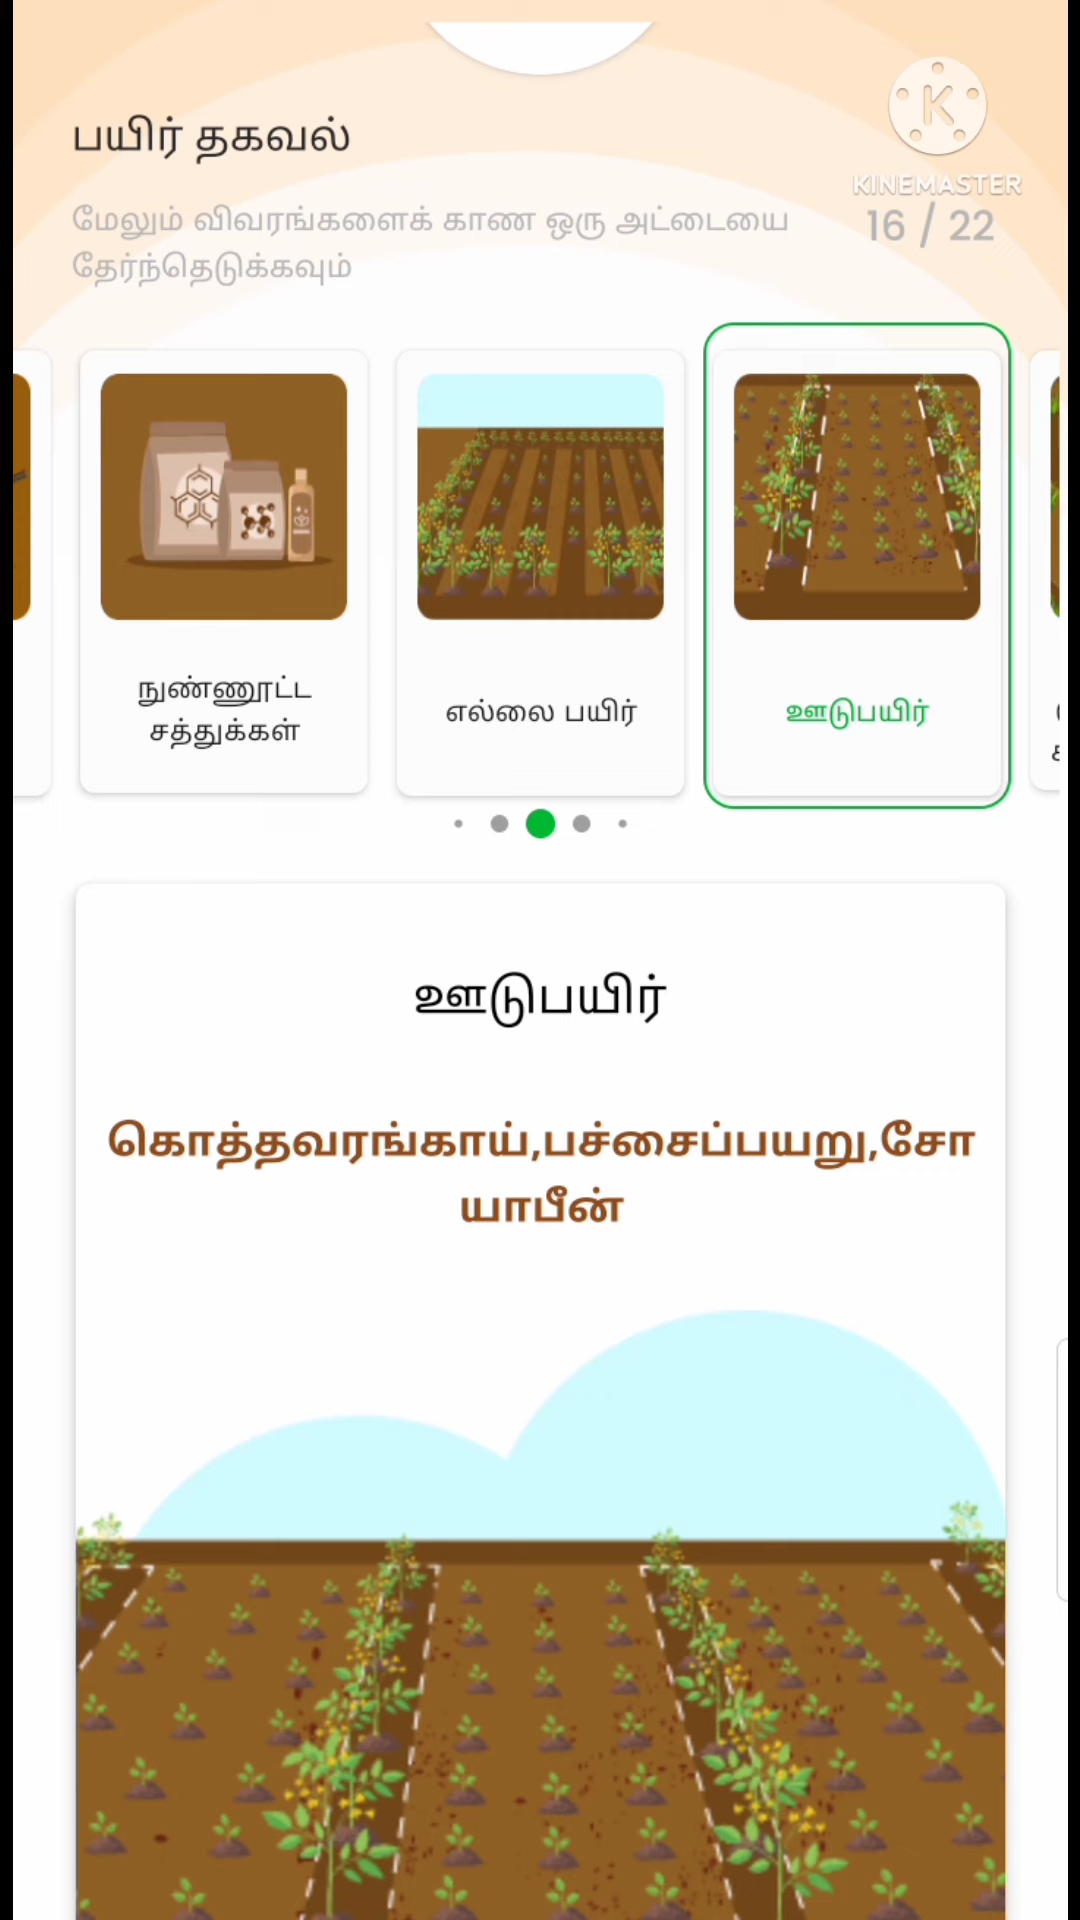 பயிர் தகவல்
KINEMASTER
மேலும் விவரங்களைக் காண ஒரு அட்டையை
தேர்ந்தெடுக்கவும்
16 / 22
நுண்ணூட்ட
சத்துக்கள்
எல்லை பயிர்
ஊடுபயிர்
ஊடுபயிர்
கொத்தவரங்காய்,பச்சைப்பயறு,சோ
யாபீன்